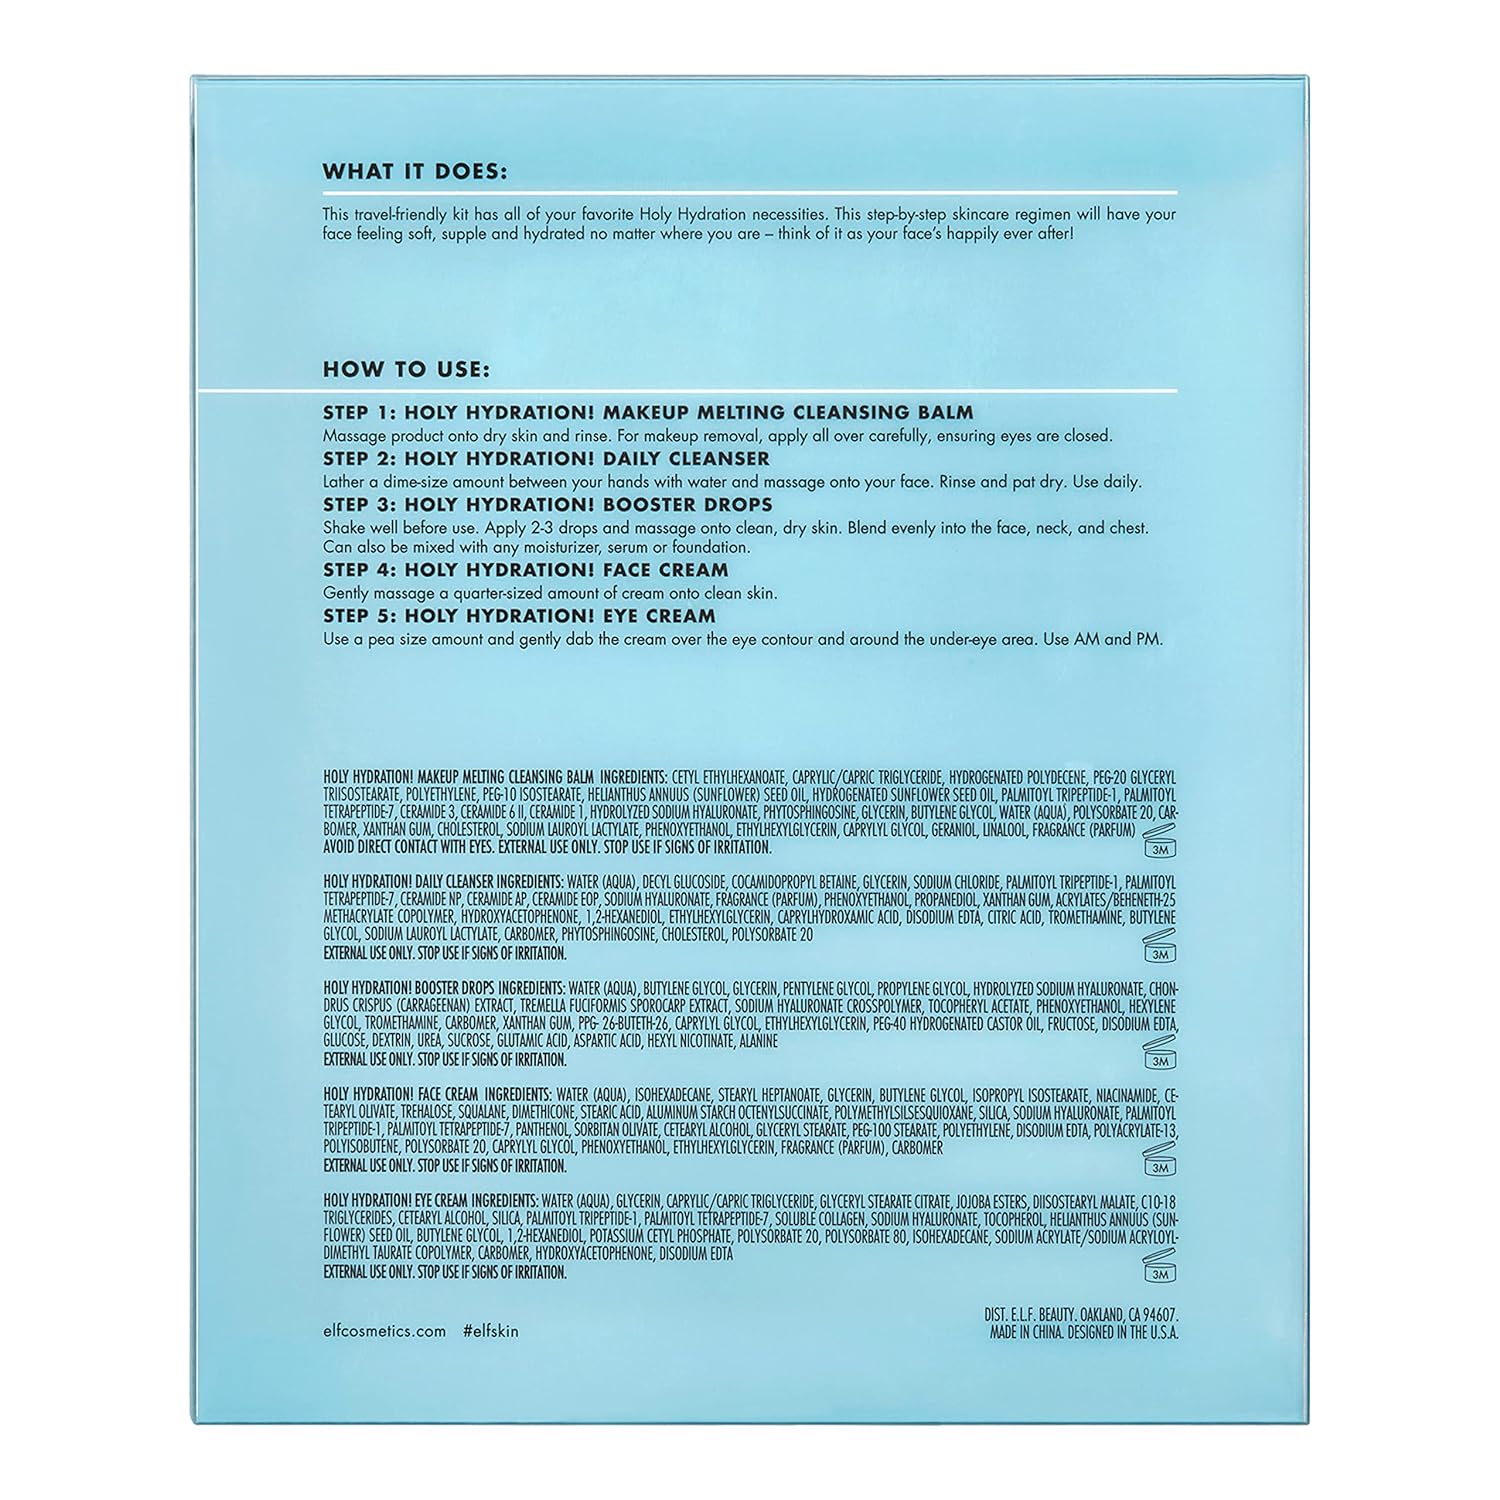 WHAT IT DOES:
This travel-friendly kit has all of your favorite Holy Hydration necessities. This step-by-step skincare regimen will have your
face feeling soft, supple and hydrated no matter where you are – think of it as your face's happily ever after!
HOW TO USE:
STEP 1: HOLY HYDRATION! MAKEUP MELTING CLEANSING BALM
Massage product onto dry skin and rinse. For makeup removal, apply all over carefully, ensuring eyes are closed.
STEP 2: HOLY HYDRATION! DAILY CLEANSER
Lather a dime-size amount between your hands with water and massage onto your face. Rinse and pat dry. Use daily.
STEP 3: HOLY HYDRATION! BOOSTER DROPS
Shake well before use. Apply 2-3 drops and massage onto clean, dry skin. Blend evenly into the face, neck, and chest.
Can also be mixed with any moisturizer, serum or foundation.
STEP 4: HOLY HYDRATION! FACE CREAM
Gently massage a quarter-sized amount of cream onto clean skin.
STEP 5: HOLY HYDRATION! EYE CREAM
Use a pea size amount and gently dab the cream over the eye contour and around the under-eye area. Use AM and PM.
HOLY HYDRATION! MAKEUP MELTING CLEANSING BALM INGREDIENTS: CETYL ETHYLHEXANOATE, CAPRYLIC/CAPRIC TRIGLYCERIDE, HYDROGENATED POLYDECENE, PEG-20 GLYCERYL
TRIISOSTEARATE, POLYETHYLENE, PEG-10 ISOSTEARATE, HELIANTHUS ANNUUS (SUNFLOWER) SEED OIL, HYDROGENATED SUNFLOWER SEED OIL, PALMITOYL TRIPEPTIDE-1, PALMITOYL
TETRAPEPTIDE-7, CERAMIDE 3, CERAMIDE 6 II, CERAMIDE 1, HYDROLYZED SODIUM HYALURONATE, PHYTOSPHINGOSINE, GLYCERIN, BUTYLENE GLYCOL, WATER (AQUA), POLYSORBATE 20, CAR-
BOMER, XANTHAN GUM, CHOLESTEROL, SODIUM LAUROYL LACTYLATE, PHENOXYETHANOL, ETHYLHEXYLGLYCERIN, CAPRYLYL GLYCOL, GERANIOL, LINALOOL, FRAGRANCE (PARFUM)
AVOID DIRECT CONTACT WITH EYES. EXTERNAL USE ONLY. STOP USE IF SIGNS OF IRRITATION.
3M
HOLY HYDRATION! DAILY CLEANSER INGREDIENTS: WATER (AQUA), DECYL GLUCOSIDE, COCAMIDOPROPYL BETAINE, GLYCERIN, SODIUM CHLORIDE, PALMITOYL TRIPEPTIDE-1, PALMITOYL
TETRAPEPTIDE-7, CERAMIDE NP, CERAMIDE AP, CERAMIDE EOP, SODIUM HYALURONATE, FRAGRANCE (PARFUM), PHENOXYETHANOL, PROPANEDIOL, XANTHAN GUM, ACRYLATES/BEHENETH-25
METHACRYLATE COPOLYMER, HYDROXYACETOPHENONE, 1,2-HEXANEDIOL, ETHYLHEXYLGLYCERIN, CAPRYLHYDROXAMIC ACID, DISODIUM EDTA, CITRIC ACID, TROMETHAMINE, BUTYLENE
GLYCOL, SODIUM LAUROYL LACTYLATE, CARBOMER, PHYTOSPHINGOSINE, CHOLESTEROL, POLYSORBATE 20
EXTERNAL USE ONLY. STOP USE IF SIGNS OF IRRITATION.
3M
HOLY HYDRATION! BOOSTER DROPS INGREDIENTS: WATER (AQUA), BUTYLENE GLYCOL, GLYCERIN, PENTYLENE GLYCOL, PROPYLENE GLYCOL, HYDROLYZED SODIUM HYALURONATE, CHON-
DRUS CRISPUS (CARRAGEENAN) EXTRACT, TREMELLA FUCIFORMIS SPOROCARP EXTRACT, SODIUM HYALURONATE CROSSPOLYMER, TOCOPHERYL ACETATE, PHENOXYETHANOL, HEXYLENE
GLYCOL, TROMETHAMINE, CARBOMER, XANTHAN GUM, PPG- 26-BUTETH-26, CAPRYLYL GLYCOL, ETHYLHEXYLGLYCERIN, PEG-40 HYDROGENATED CASTOR OIL, FRUCTOSE, DISODIUM EDTA,
GLUCOSE, DEXTRIN, UREA, SUCROSE, GLUTAMIC ACID, ASPARTIC ACID, HEXYL NICOTINATE, ALANINE
EXTERNAL USE ONLY. STOP USE IF SIGNS OF IRRITATION.
3M
HOLY HYDRATION! FACE CREAM INGREDIENTS: WATER (AQUA), ISOHEXADECANE, STEARYL HEPTANOATE, GLYCERIN, BUTYLENE GLYCOL, ISOPROPYL ISOSTEARATE, NIACINAMIDE, CE-
TEARYL OLIVATE, TREHALOSE, SQUALANE, DIMETHICONE, STEARIC ACID, ALUMINUM STARCH OCTENYLSUCCINATE, POLYMETHYLSILSESQUIOXANE, SILICA, SODIUM HYALURONATE, PALMITOYL
TRIPEPTIDE-1, PALMITOYL TETRAPEPTIDE-7, PANTHENOL, SORBITAN OLIVATE, CETEARYL ALCOHOL, GLYCERYL STEARATE, PEG-100 STEARATE, POLYETHYLENE, DISODIUM EDTA, POLYACRYLATE-13,
POLYISOBUTENE, POLYSORBATE 20, CAPRYLYL GLYCOL, PHENOXYETHANOL, ETHYLHEXYLGLYCERIN, FRAGRANCE (PARFUM), CARBOMER
EXTERNAL USE ONLY. STOP USE IF SIGNS OF IRRITATION.
3M
HOLY HYDRATION! EYE CREAM INGREDIENTS: WATER (AQUA), GLYCERIN, CAPRYLIC/CAPRIC TRIGLYCERIDE, GLYCERYL STEARATE CITRATE, JOJOBA ESTERS, DIISOSTEARYL MALATE, C10-18
TRIGLYCERIDES, CETEARYL ALCOHOL, SILICA, PALMITOYL TRIPEPTIDE-1, PALMITOYL TETRAPEPTIDE-7, SOLUBLE COLLAGEN, SODIUM HYALURONATE, TOCOPHEROL, HELIANTHUS ANNUUS (SUN-
FLOWER) SEED OIL, BUTYLENE GLYCOL, 1,2-HEXANEDIOL, POTASSIUM CETYL PHOSPHATE, POLYSORBATE 20, POLYSORBATE 80, ISOHEXADECANE, SODIUM ACRYLATE/SODIUM ACRYLOYL-
DIMETHYL TAURATE COPOLYMER, CARBOMER, HYDROXYACETOPHENONE, DISODIUM EDTA
EXTERNAL USE ONLY. STOP USE IF SIGNS OF IRRITATION.
3M
elfcosmetics.com #elfskin
DIST. E.L.F. BEAUTY. OAKLAND, CA 94607.
MADE IN CHINA. DESIGNED IN THE U.S.A.